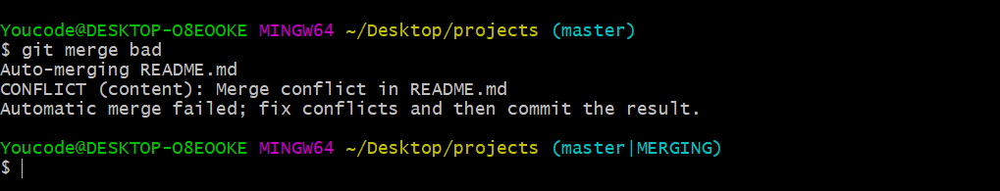 Youcode@DESKTOP-O8EOOKE MINGW64 ~/Desktop/projects (master)
$ git merge bad
Auto-merging README.md
CONFLICT (content): Merge conflict in README.md
Automatic merge failed; fix conflicts and then commit the result.
Youcode@DESKTOP-O8EOOKE MINGW64 ~/Desktop/projects (master|MERGING)
$